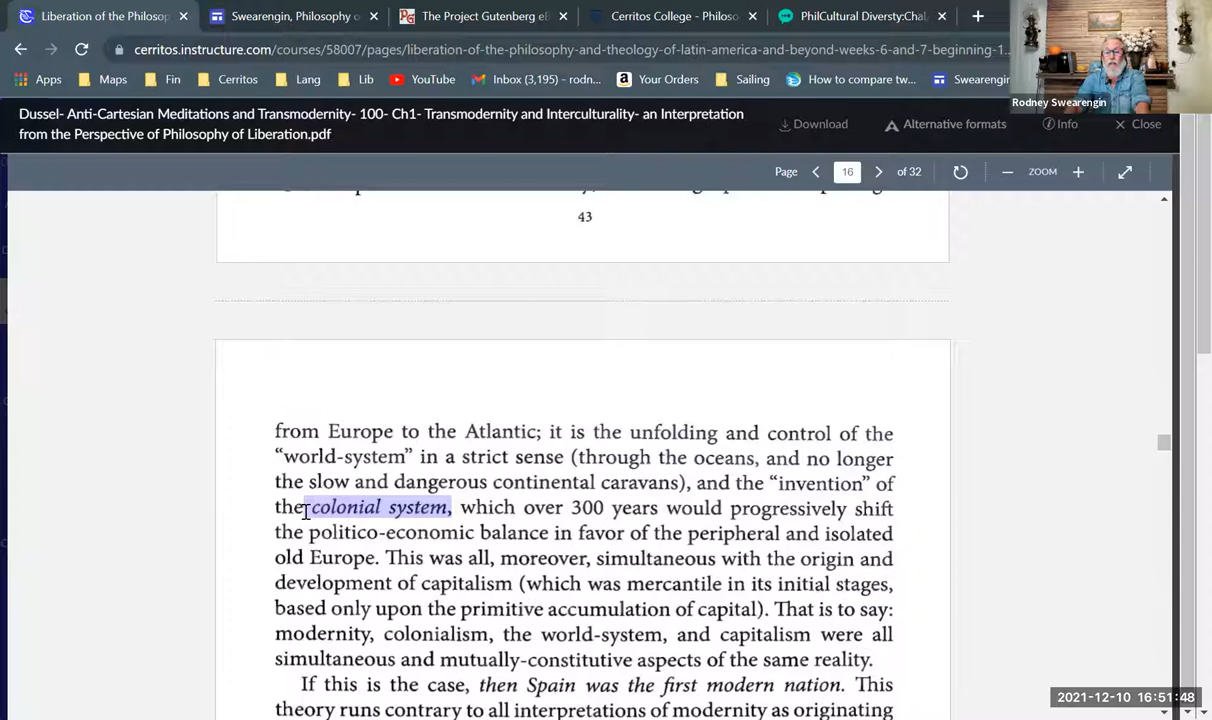 Liberation of the Philosop
Swearengin, Philosophy o
The Project Gutenberg eB
Cerritos College - Philoso
PhilCultural Diversty:Chal
cerritos.instructure.com/courses/58007/pages/liberation-of-the-philosophy-and-theology-of-latin-america-and-beyond-weeks-6-and-7-beginning-1...
Apps
Maps
Fin
Cerritos
Lang
Lib
YouTube
Inbox (3,195) - rodn...
Your Orders
Sailing
How to compare tw...
Swearengin
Rodney Swearengin
Dussel- Anti-Cartesian Meditations and Transmodernity- 100- Ch1- Transmodernity and Interculturality- an Interpretation
from the Perspective of Philosophy of Liberation.pdf
Download
Alternative formats
Info
Close
Page
16
of 32
ZOOM
43
from Europe to the Atlantic; it is the unfolding and control of the
“world-system” in a strict sense (through the oceans, and no longer
the slow and dangerous continental caravans), and the “invention” of
the colonial system, which over 300 years would progressively shift
the politico-economic balance in favor of the peripheral and isolated
old Europe. This was all, moreover, simultaneous with the origin and
development of capitalism (which was mercantile in its initial stages,
based only upon the primitive accumulation of capital). That is to say:
modernity, colonialism, the world-system, and capitalism were all
simultaneous and mutually-constitutive aspects of the same reality.
If this is the case, then Spain was the first modern nation. This
theory runs contrary to all interpretations of modernity as originating
2021-12-10 16:51:48